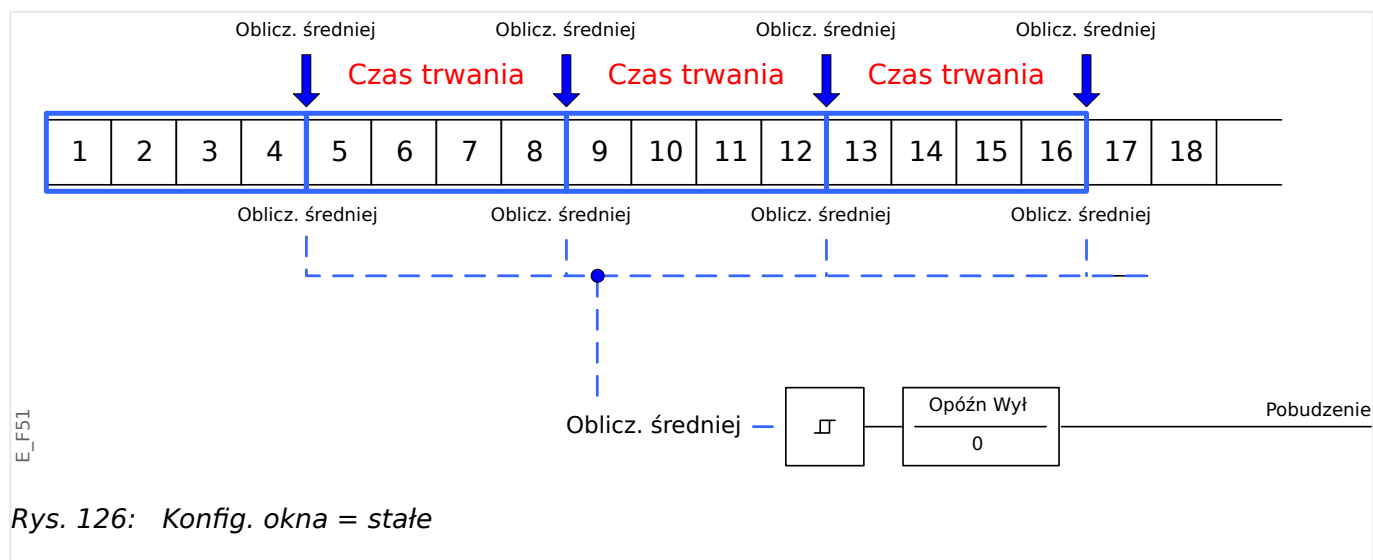 Oblicz. średniej Oblicz. średniej Oblicz. średniej Oblicz. średniej
Czas trwania Czas trwania Czas trwania
1 2 3 4 5 6 7 8 9 10 11 12 13 14 15 16 17 18
Oblicz. średniej Oblicz. średniej Oblicz. średniej Oblicz. średniej
Opóźn Wył
Pobudzenie
Oblicz. średniej
0
E_F51
Rys. 126: Konfig. okna = stałe